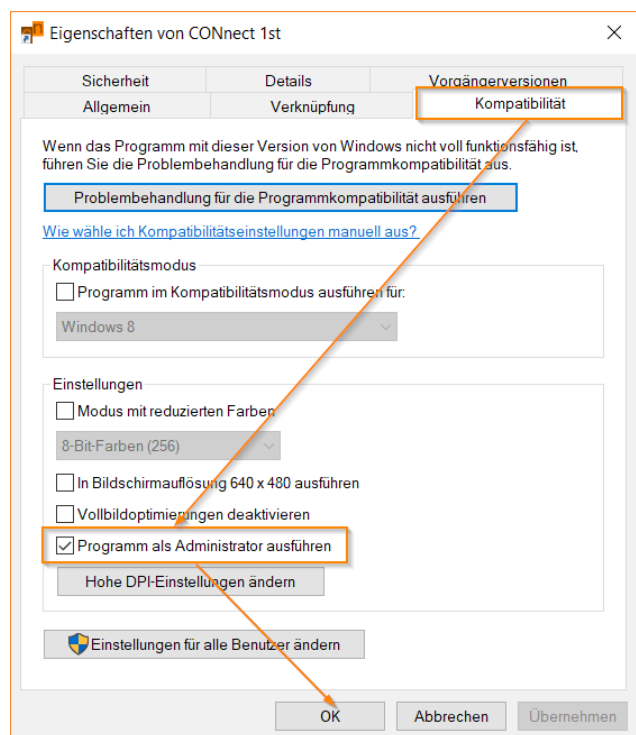 Eigenschaften von CONnect 1st
Sicherheit
Details
Vorgängerversionen
Allgemein
Verknüpfung
Kompatibilität
Wenn das Programm mit dieser Version von Windows nicht voll funktionsfähig ist,
führen Sie die Problembehandlung für die Programmkompatibilität aus.
Problembehandlung für die Programmkompatibilität ausführen
Wie wähle ich Kompatibilitätseinstellungen manuell aus?
Kompatibilitätsmodus
Programm im Kompatibilitätsmodus ausführen für:
Windows 8
Einstellungen
Modus mit reduzierten Farben
8-Bit-Farben (256)
In Bildschirmauflösung 640 x 480 ausführen
Vollbildoptimierungen deaktivieren
Programm als Administrator ausführen
Hohe DPI-Einstellungen ändern
Einstellungen für alle Benutzer ändern
OK
Abbrechen
Übernehmen